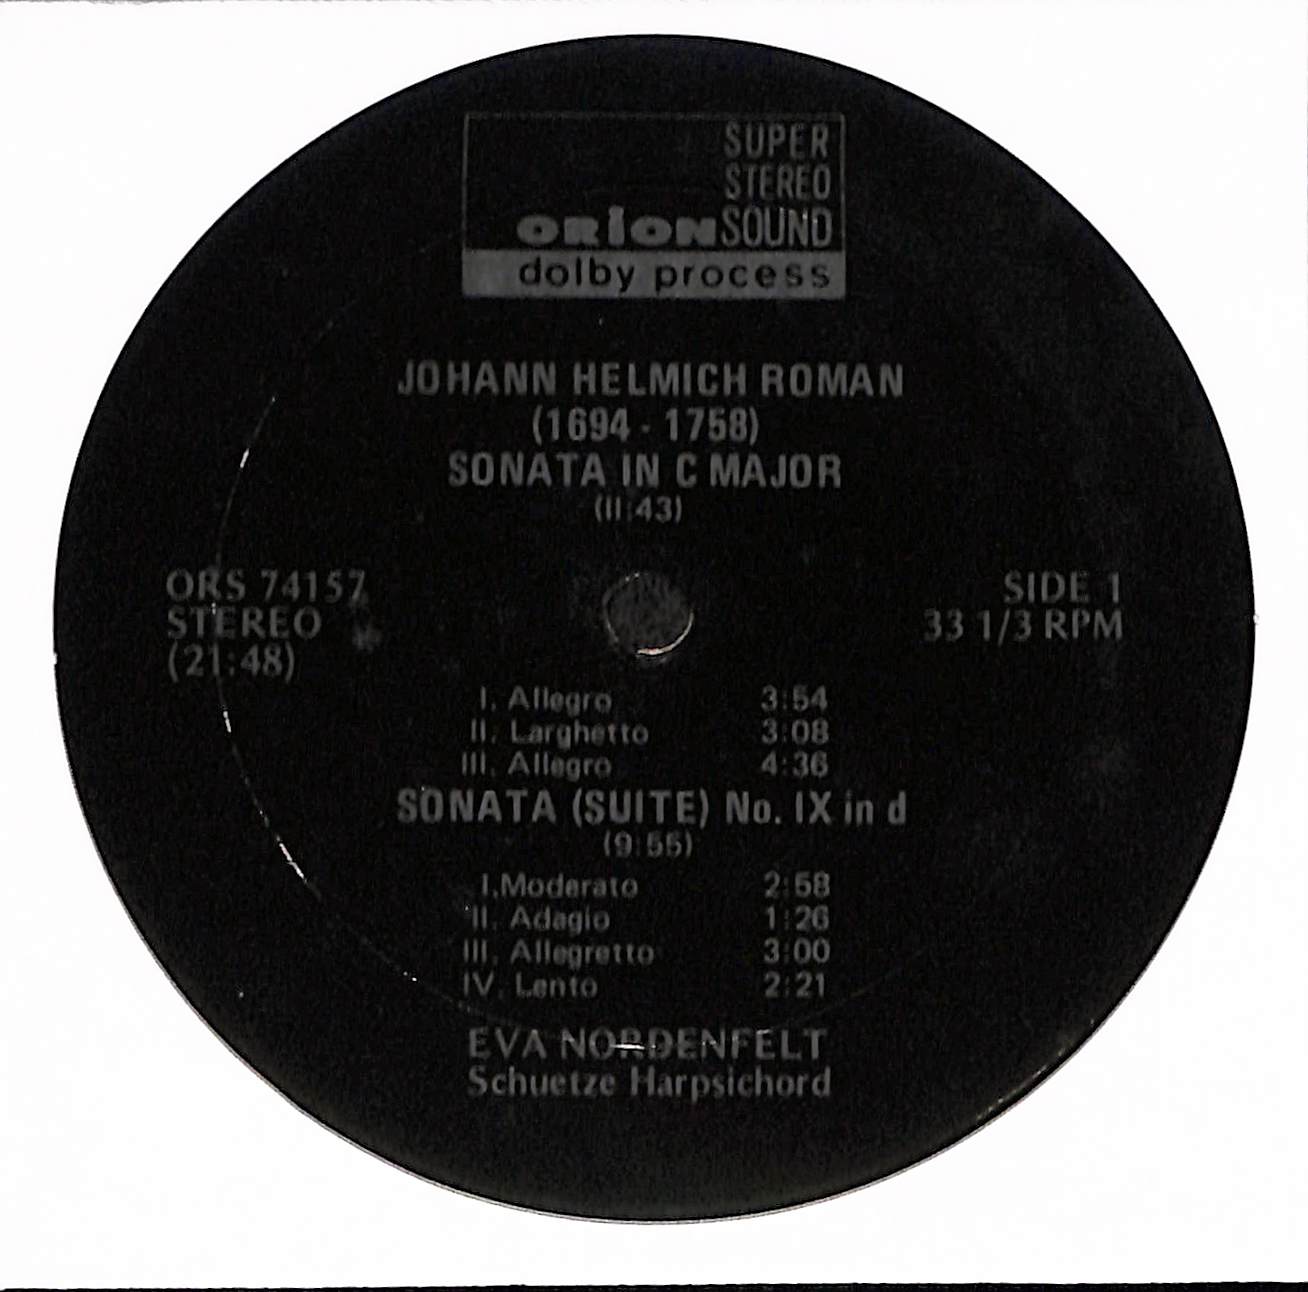 SUPER
STEREO
orion SOUND
dolby process
JOHANN HELMICH ROMAN
(1694 - 1758)
SONATA IN C MAJOR
(II:43)
ORS 74157
STEREO
(21:48)
SIDE 1
33 1/3 RPM
I. Allegro 3:54
II. Larghetto 3:08
III. Allegro 4:36
SONATA (SUITE) No. IX in d
(9:55)
I.Moderato 2:58
II. Adagio 1:26
III. Allegretto 3:00
IV. Lento 2:21
EVA NORDENFELT
Schuetze Harpsichord